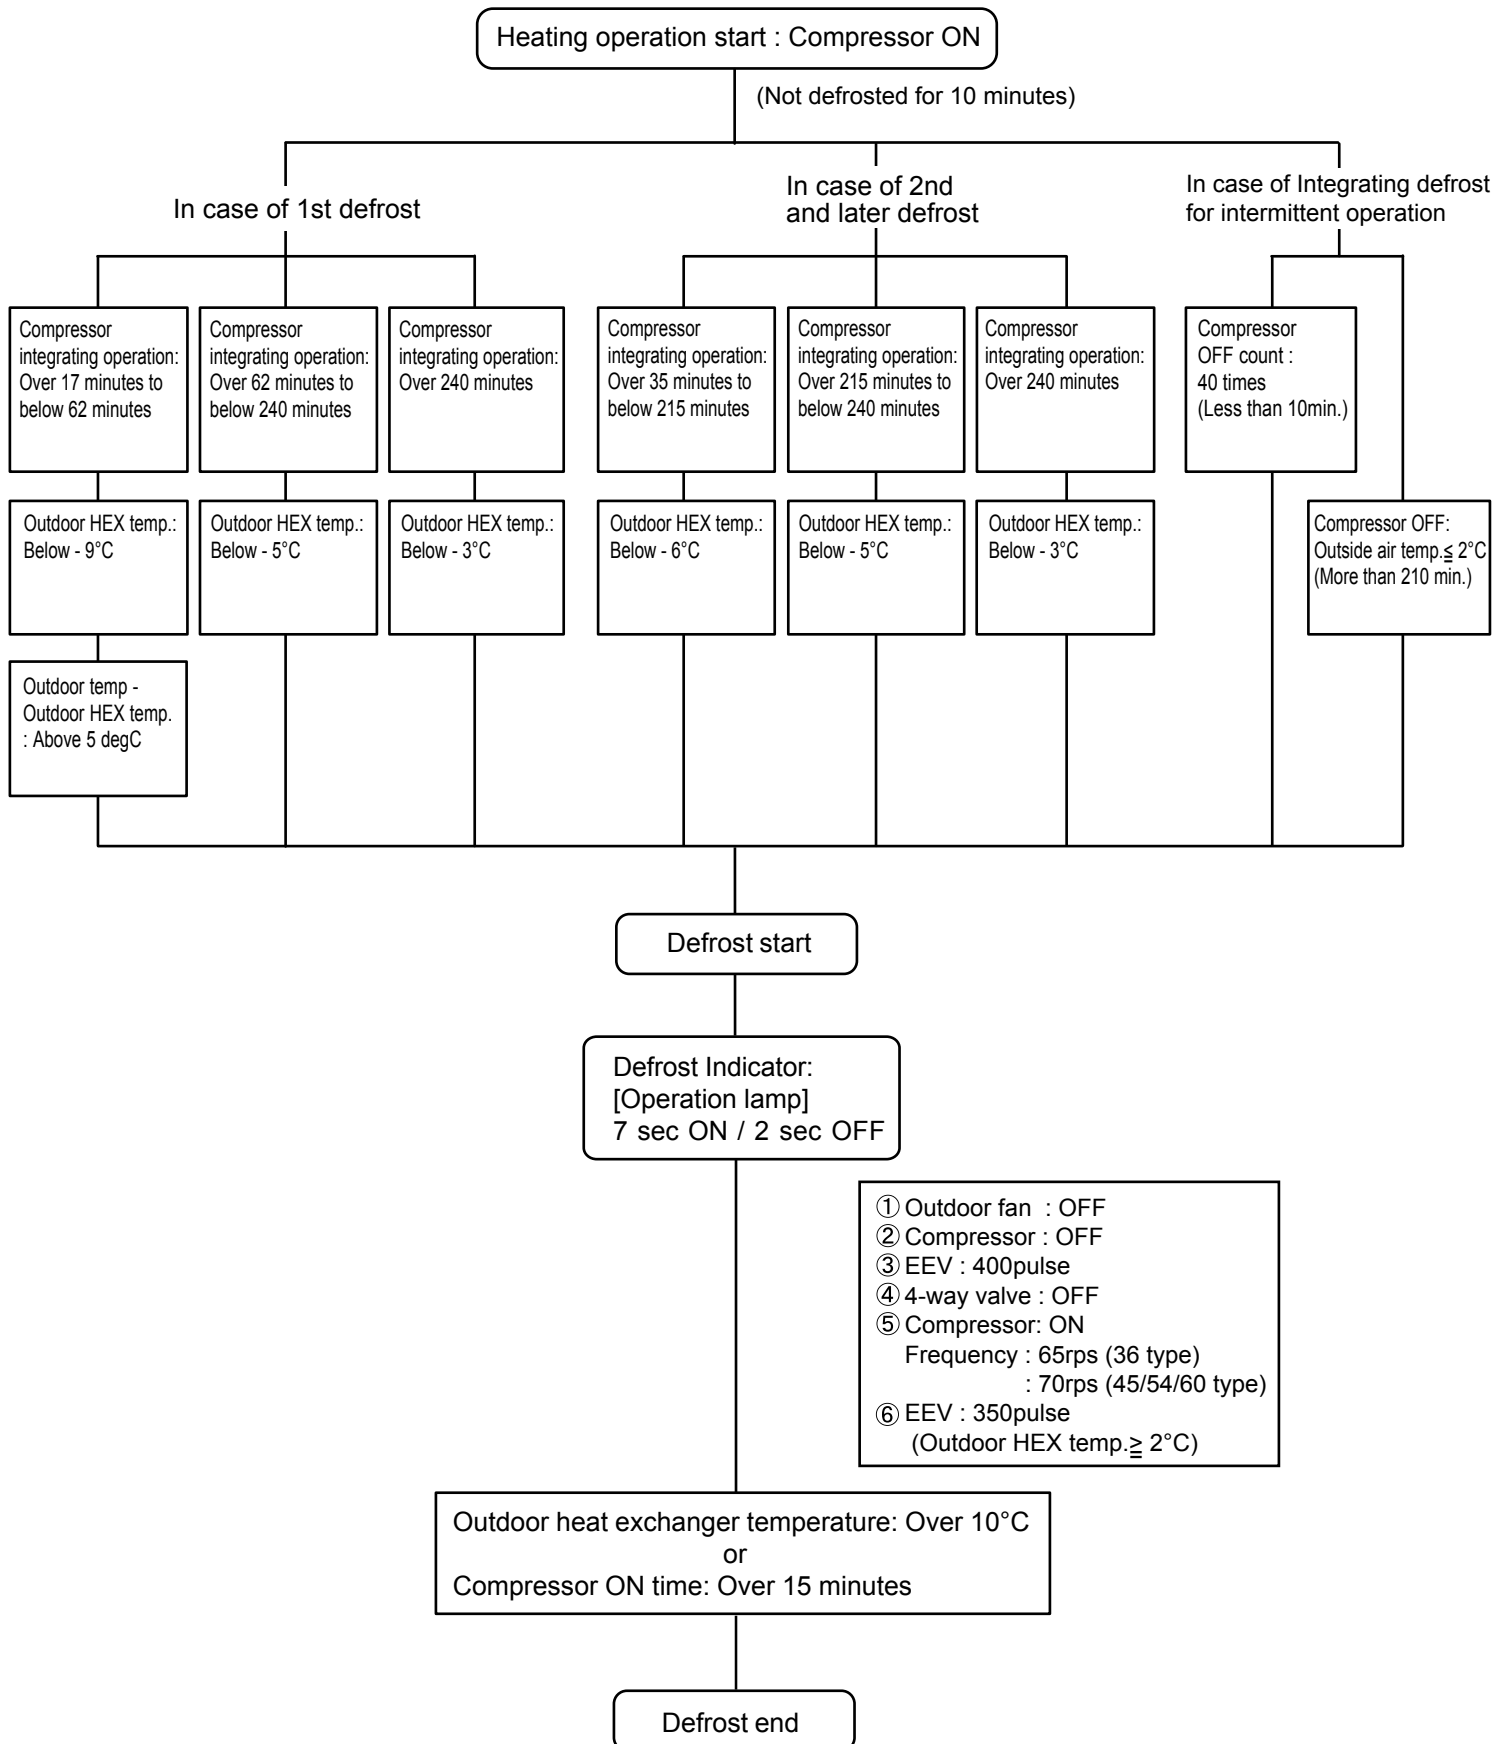 Heating operation start : Compressor ON
(Not defrosted for 10 minutes)
In case of 1st defrost
In case of 2nd
and later defrost
In case of Integrating defrost
for intermittent operation
Compressor
integrating operation:
Over 17 minutes to
below 62 minutes
Compressor
integrating operation:
Over 62 minutes to
below 240 minutes
Compressor
integrating operation:
Over 240 minutes
Compressor
integrating operation:
Over 35 minutes to
below 215 minutes
Compressor
integrating operation:
Over 215 minutes to
below 240 minutes
Compressor
integrating operation:
Over 240 minutes
Compressor
OFF count :
40 times
(Less than 10min.)
Outdoor HEX temp.:
Below - 9°C
Outdoor HEX temp.:
Below - 5°C
Outdoor HEX temp.:
Below - 3°C
Outdoor HEX temp.:
Below - 6°C
Outdoor HEX temp.:
Below - 5°C
Outdoor HEX temp.:
Below - 3°C
Compressor OFF:
Outside air temp.≦ 2°C
(More than 210 min.)
Outdoor temp -
Outdoor HEX temp.
: Above 5 degC
Defrost start
Defrost Indicator:
[Operation lamp]
7 sec ON / 2 sec OFF
① Outdoor fan : OFF
② Compressor : OFF
③ EEV : 400pulse
④ 4-way valve : OFF
⑤ Compressor: ON
Frequency : 65rps (36 type)
: 70rps (45/54/60 type)
⑥ EEV : 350pulse
(Outdoor HEX temp.≧ 2°C)
Outdoor heat exchanger temperature: Over 10°C
or
Compressor ON time: Over 15 minutes
Defrost end